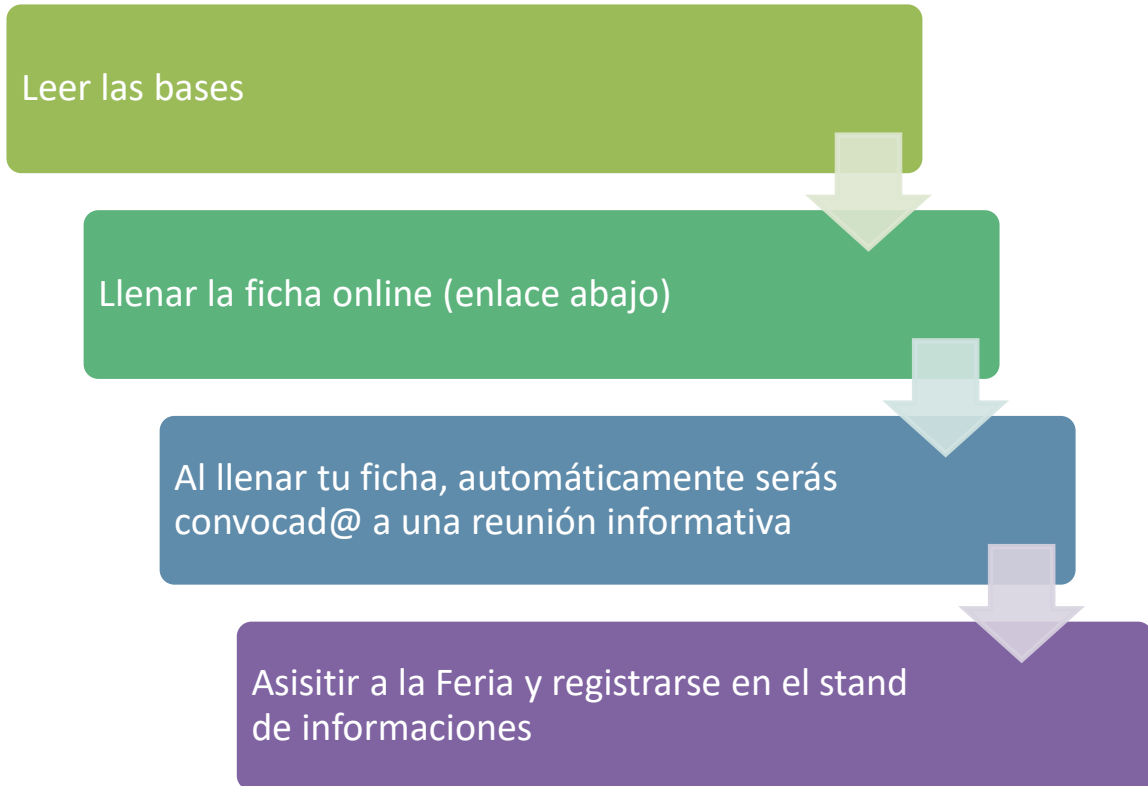 Leer las bases
Llenar la ficha online (enlace abajo)
Al llenar tu ficha, automáticamente serás
convocad@ a una reunión informativa
Asisitir a la Feria y registrarse en el stand
de informaciones